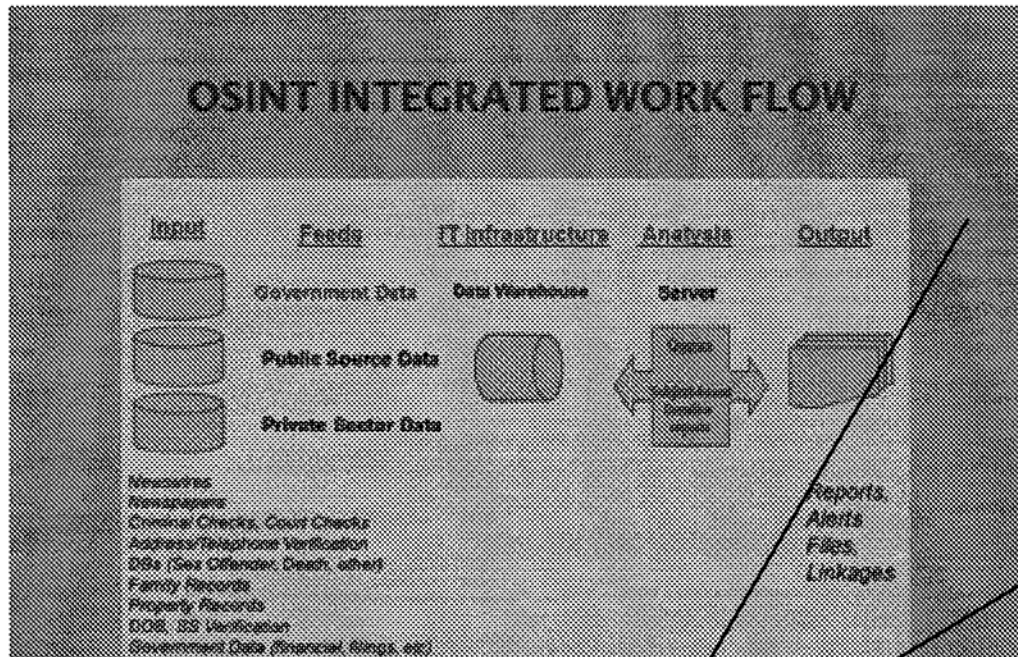 OSINT INTEGRATED WORK FLOW
Input Feeds IT Infrastructure Analysis Output
Government Data Data Warehouse Server
Public Source Data
Private Sector Data
Newswires
Newspapers
Criminal Checks, Court Checks
Address/Telephone Verification
DBs (Sex Offender, Death, other)
Family Records
Property Records
DOB, SS Verification
Government Data (financial, filings, etc)
Reports,
Alerts
Files,
Linkages